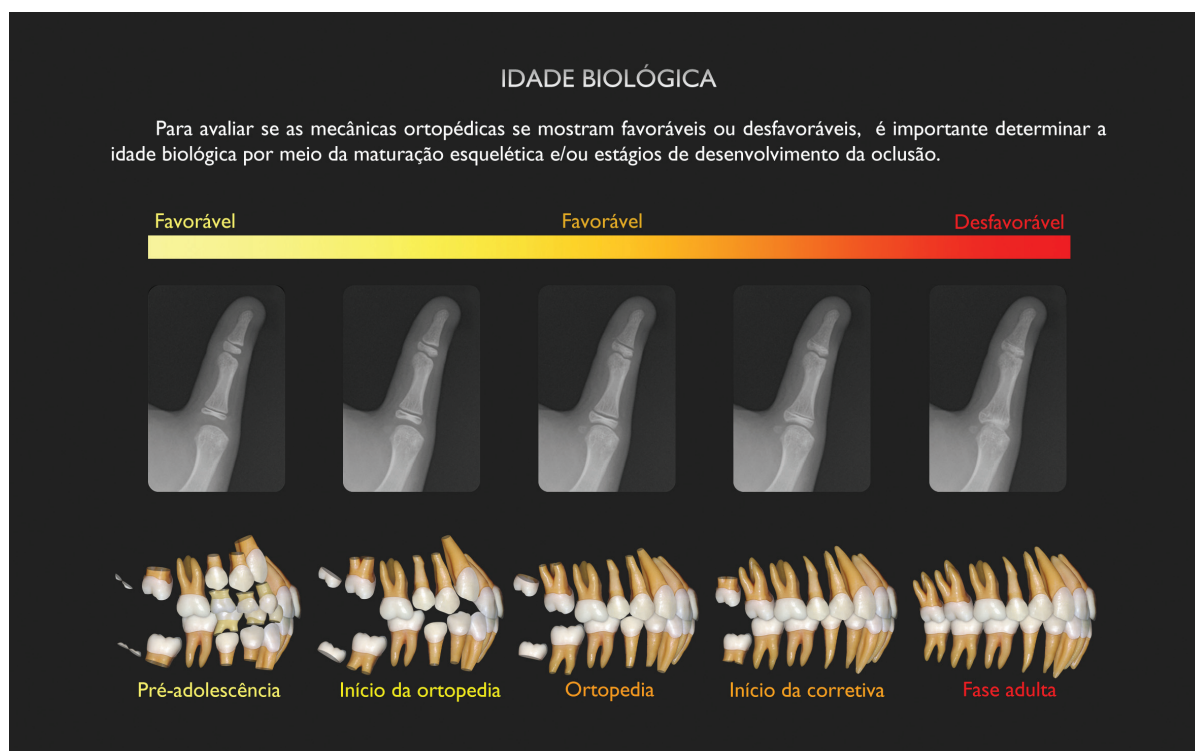 IDADE BIOLÓGICA
Para avaliar se as mecânicas ortopédicas se mostram favoráveis ou desfavoráveis, é importante determinar a
idade biológica por meio da maturação esquelética e/ou estágios de desenvolvimento da oclusão.
Favorável
Favorável
Desfavorável
Pré-adolescência
Início da ortopedia
Ortopedia
Início da corretiva
Fase adulta